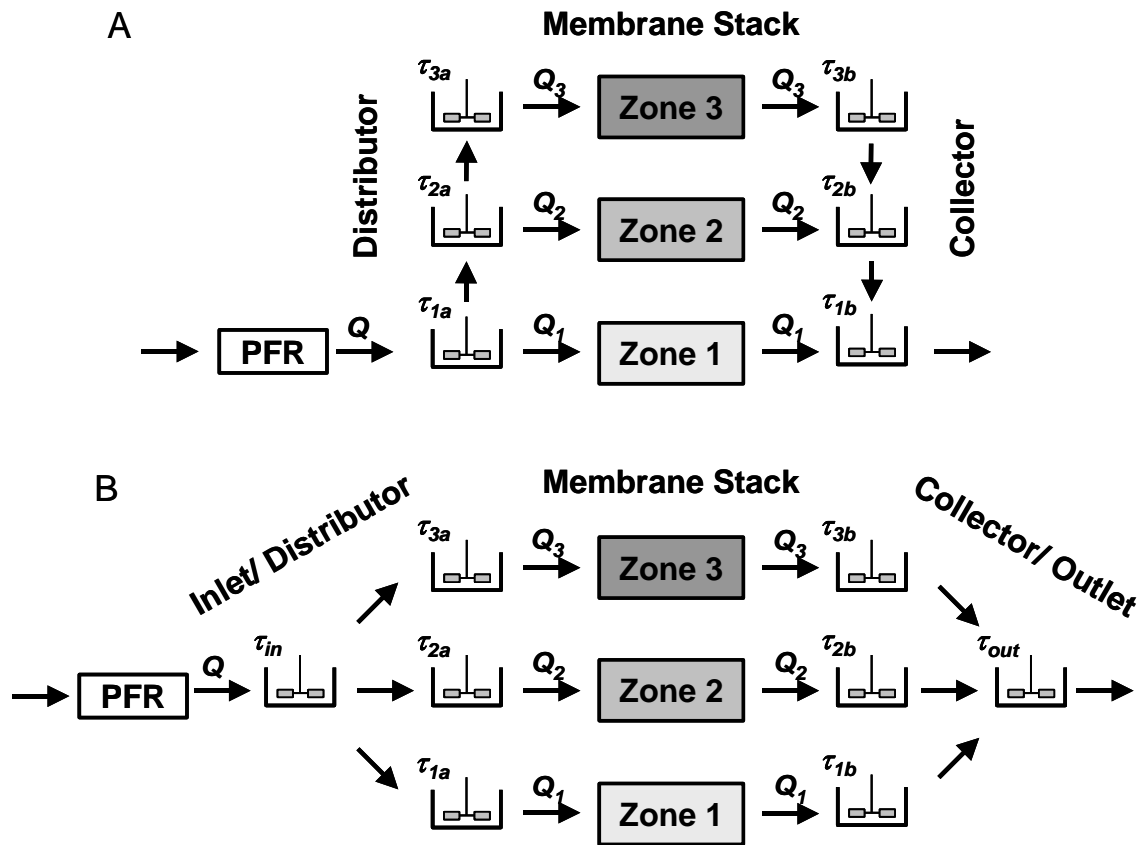 A
Membrane Stack
τ3a
Q3
Zone 3
Q3
τ3b
Distributor
τ2a
Q2
Zone 2
Q2
τ2b
Collector
PFR
Q
τ1a
Q1
Zone 1
Q1
τ1b
B
Membrane Stack
Inlet/ Distributor
Collector/ Outlet
τ3a
Q3
Zone 3
Q3
τ3b
PFR
Q
τin
τ2a
Q2
Zone 2
Q2
τ2b
τout
τ1a
Q1
Zone 1
Q1
τ1b